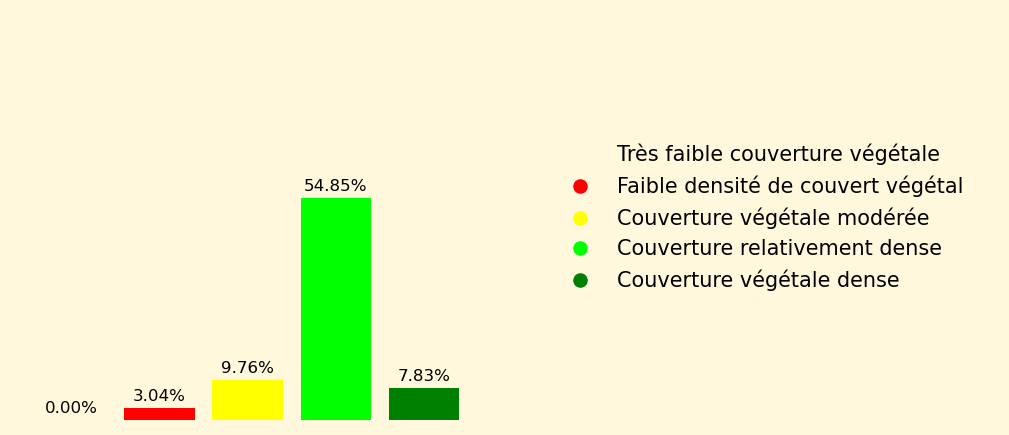 54.85%
9.76%
7.83%
3.04%
0.00%
Très faible couverture végétale
Faible densité de couvert végétal
Couverture végétale modérée
Couverture relativement dense
Couverture végétale dense